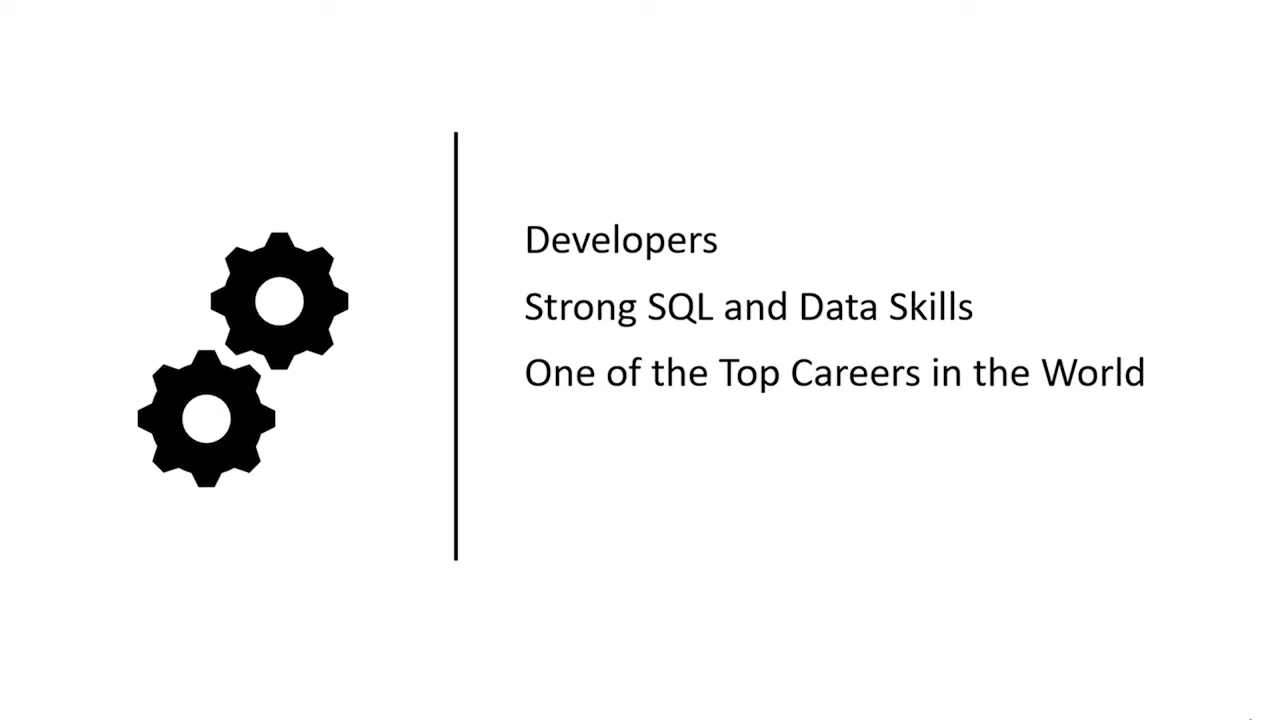 Developers
Strong SQL and Data Skills
One of the Top Careers in the World